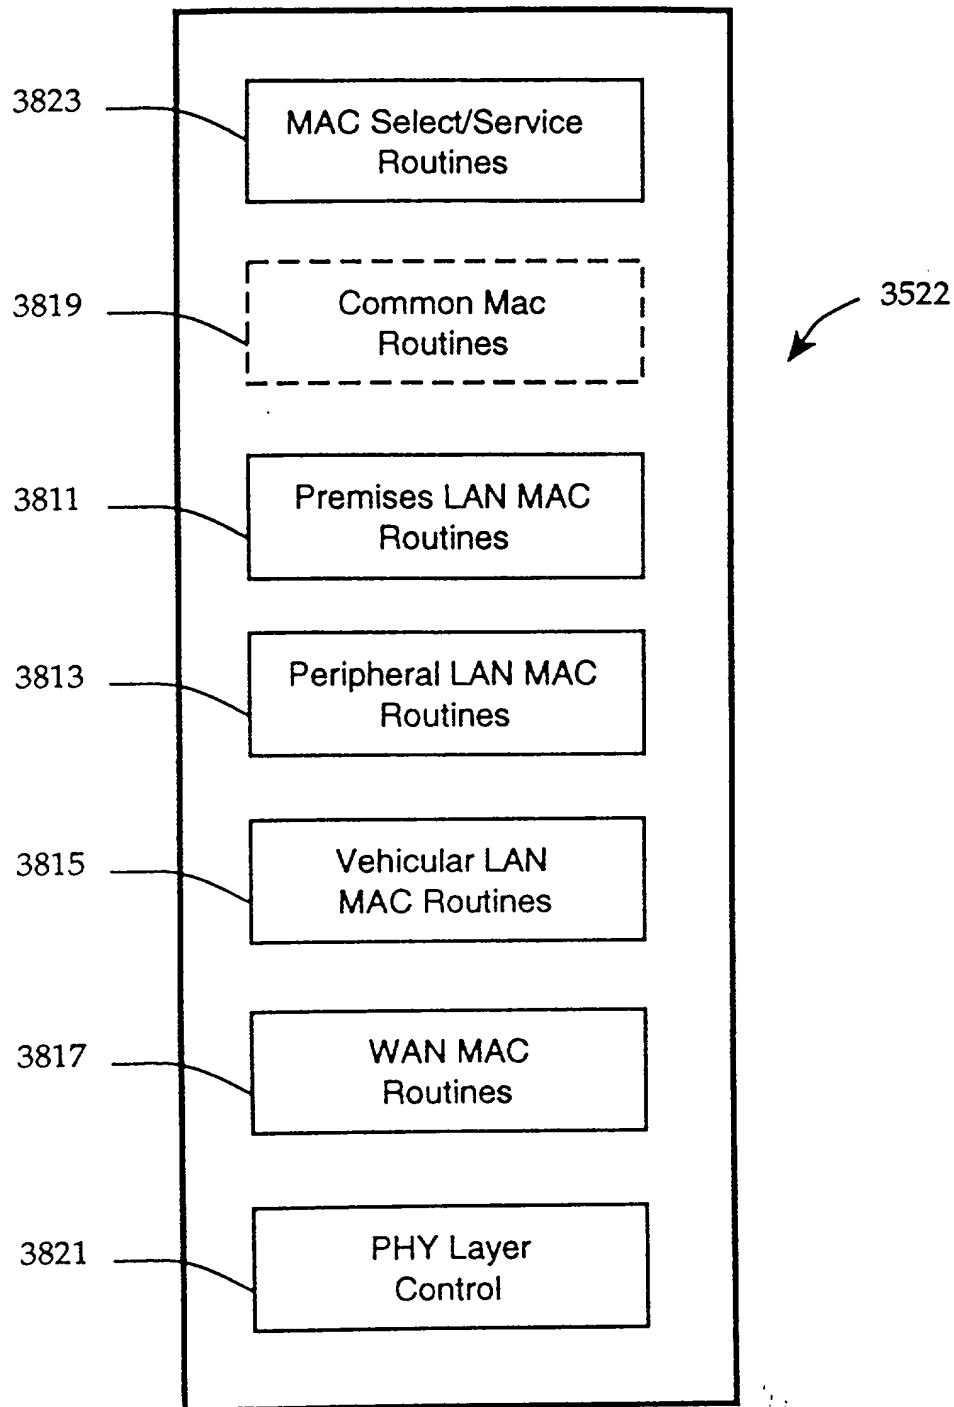 3823
MAC Select/Service
Routines
3819
Common Mac
Routines
3522
3811
Premises LAN MAC
Routines
3813
Peripheral LAN MAC
Routines
3815
Vehicular LAN
MAC Routines
3817
WAN MAC
Routines
3821
PHY Layer
Control